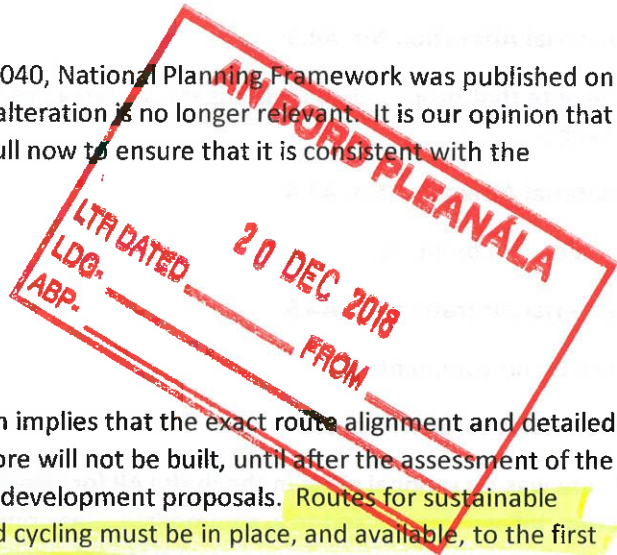 040, National Planning Framework was published on
alteration is no longer relevant. It is our opinion that
ull now to ensure that it is consistent with the
AN BORD PLEANÁLA
LTR DATED 20 DEC 2018 FROM
LDG-
ABP-
n implies that the exact route alignment and detailed
ore will not be built, until after the assessment of the
development proposals. Routes for sustainable
d cycling must be in place, and available, to the first